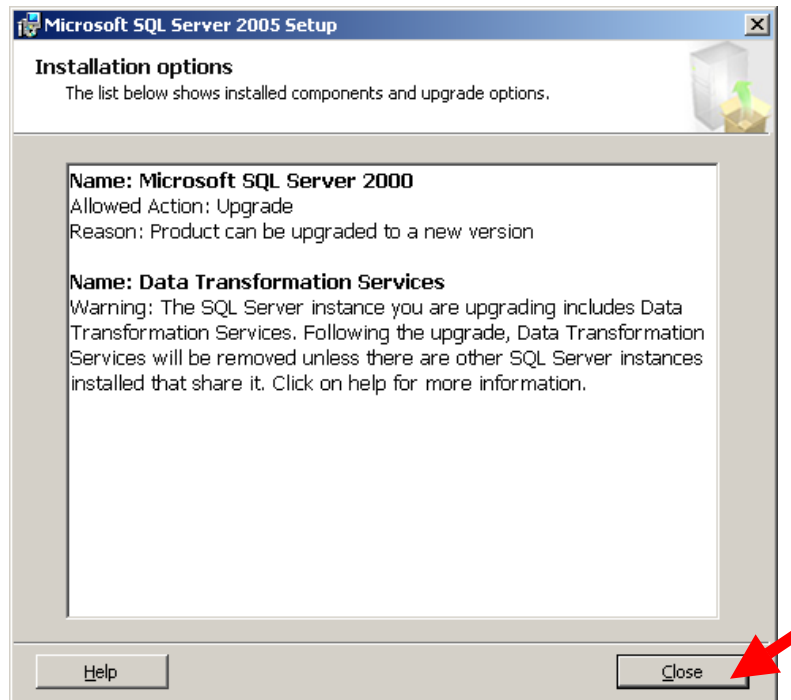 Microsoft SQL Server 2005 Setup
Installation options
The list below shows installed components and upgrade options.
Name: Microsoft SQL Server 2000
Allowed Action: Upgrade
Reason: Product can be upgraded to a new version
Name: Data Transformation Services
Warning: The SQL Server instance you are upgrading includes Data
Transformation Services. Following the upgrade, Data Transformation
Services will be removed unless there are other SQL Server instances
installed that share it. Click on help for more information.
Help
Close